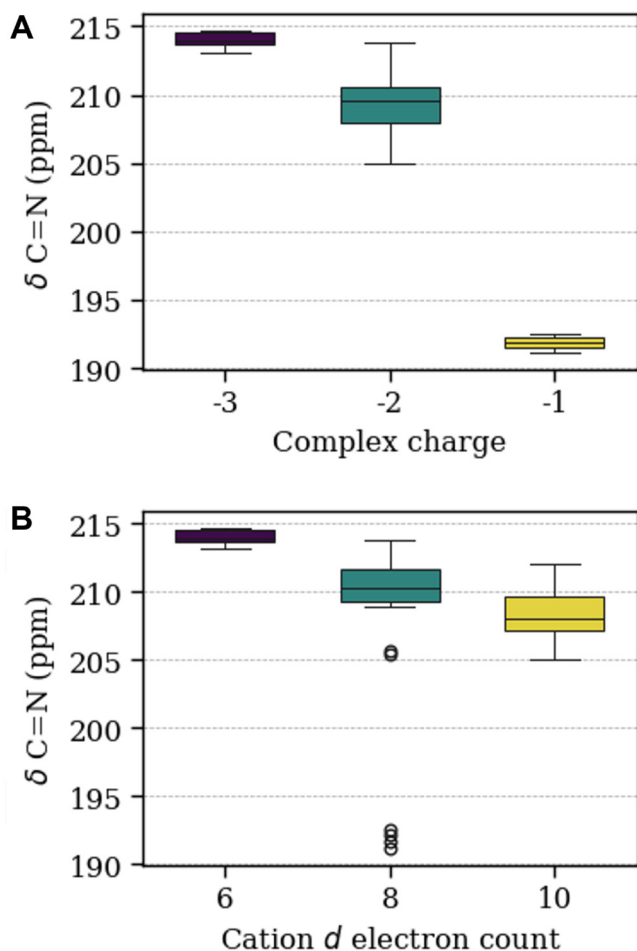 A
215
210
205
200
195
190
δ C=N (ppm)
-3 -2 -1
Complex charge
B
215
210
205
200
195
190
δ C=N (ppm)
6 8 10
Cation d electron count